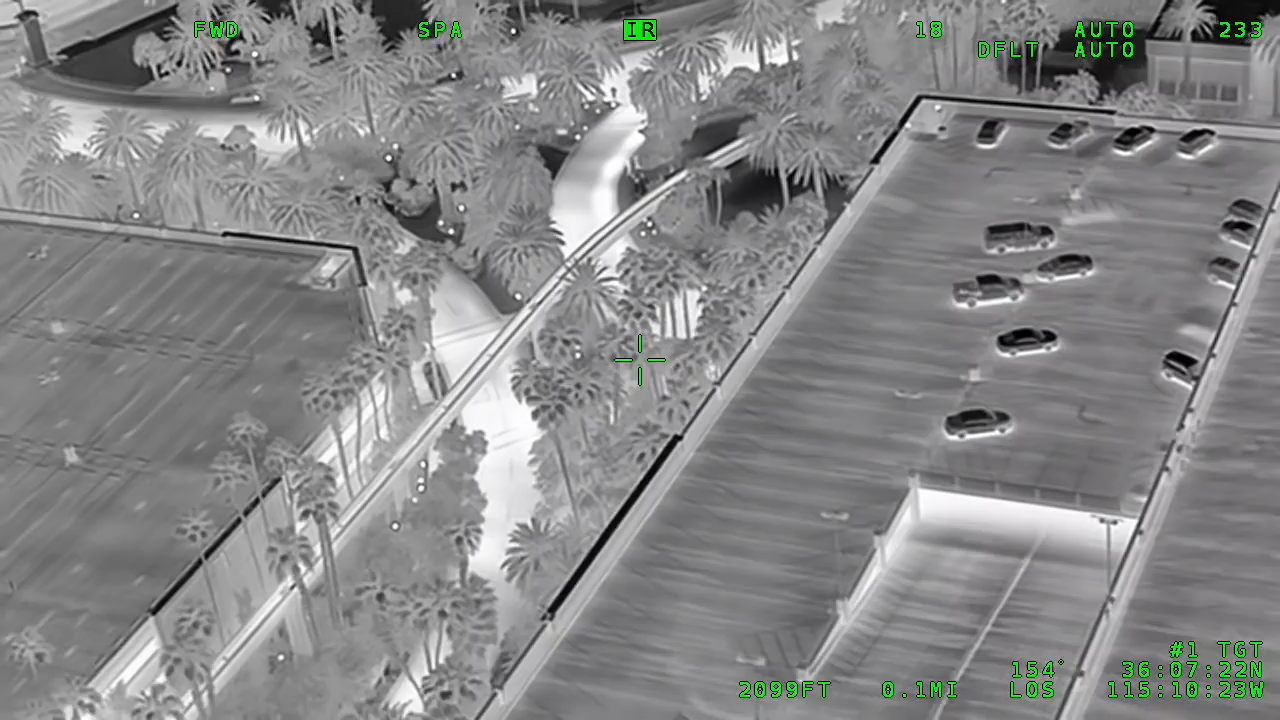 FWD SPA IR 18 AUTO 233
DFLT AUTO
#1 TGT
154° 36:07:22N
2099FT 0.1MI LOS 115:10:23W